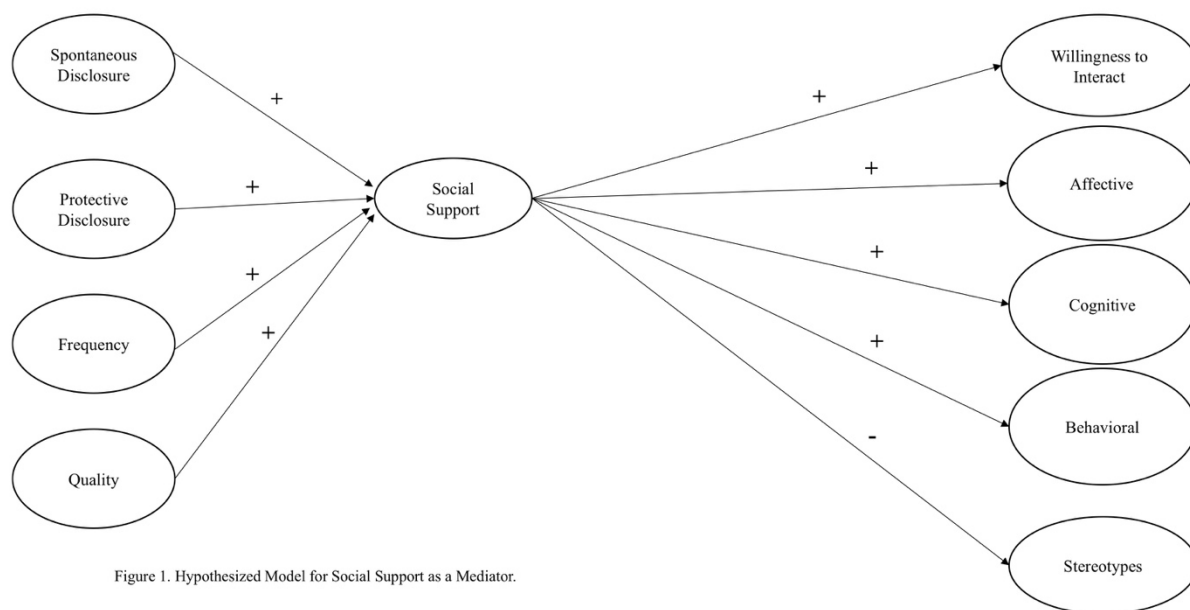 Spontaneous
Disclosure
+
Protective
Disclosure
+
Frequency
+
Quality
+
Social
Support
+
Willingness to
Interact
+
Affective
+
Cognitive
+
Behavioral
-
Stereotypes
Figure 1. Hypothesized Model for Social Support as a Mediator.